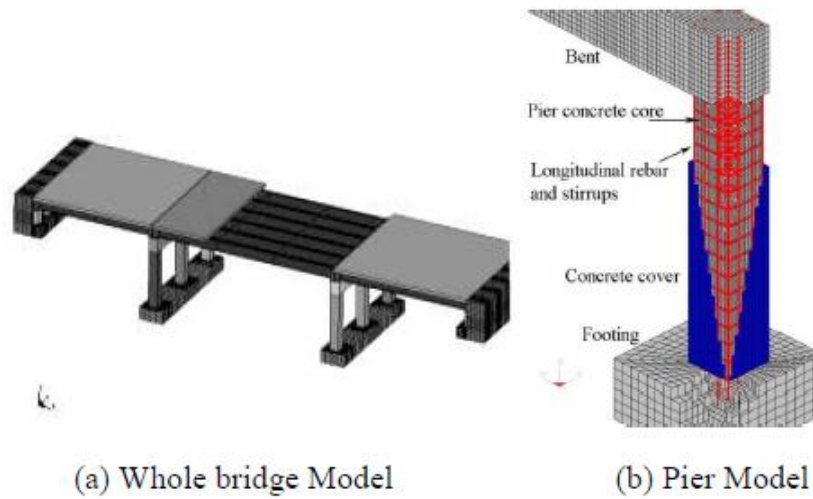 Bent
Pier concrete core
Longitudinal rebar
and stirrups
Concrete cover
Footing
(a) Whole bridge Model
(b) Pier Model